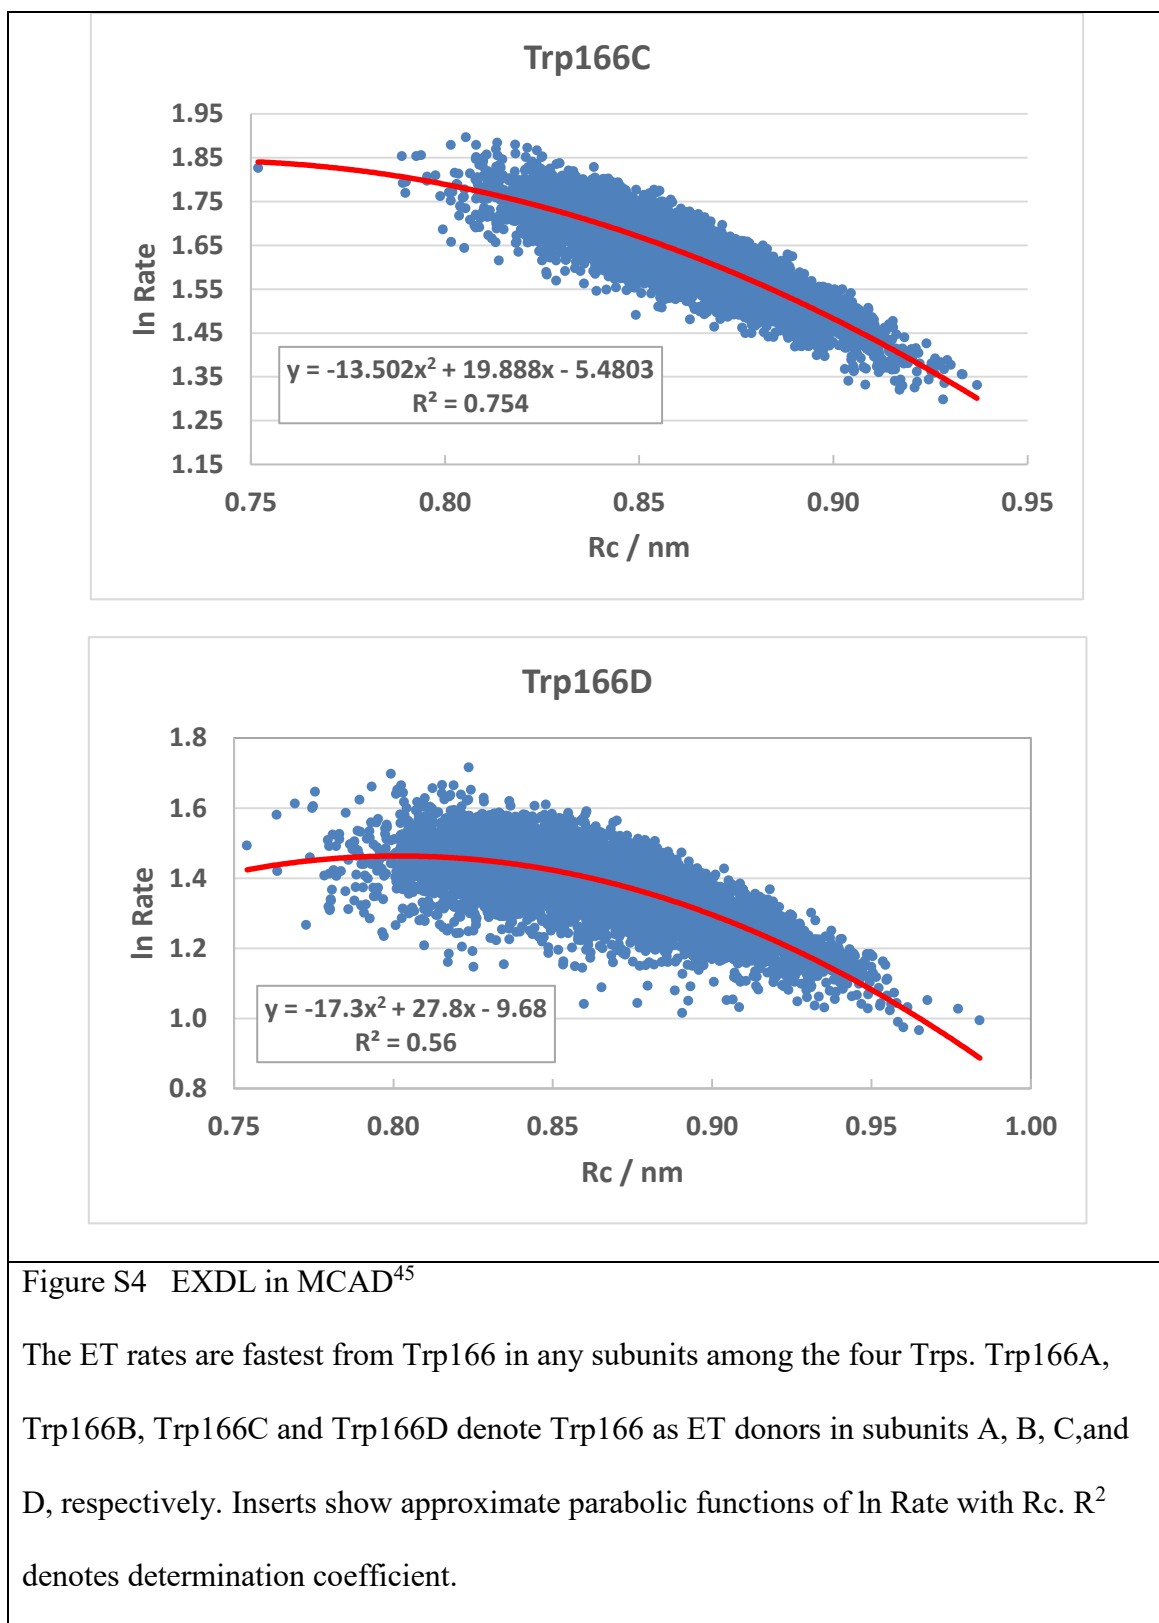 Trp166C
1.95
1.85
1.75
1.65
1.55
1.45
1.35
1.25
1.15
ln Rate
y = -13.502x² + 19.888x - 5.4803
R² = 0.754
0.75 0.80 0.85 0.90 0.95
Rc / nm
Trp166D
1.8
1.6
1.4
1.2
1.0
0.8
ln Rate
y = -17.3x² + 27.8x - 9.68
R² = 0.56
0.75 0.80 0.85 0.90 0.95 1.00
Rc / nm
Figure S4 EXDL in MCAD⁴⁵
The ET rates are fastest from Trp166 in any subunits among the four Trps. Trp166A,
Trp166B, Trp166C and Trp166D denote Trp166 as ET donors in subunits A, B, C,and
D, respectively. Inserts show approximate parabolic functions of ln Rate with Rc. R²
denotes determination coefficient.